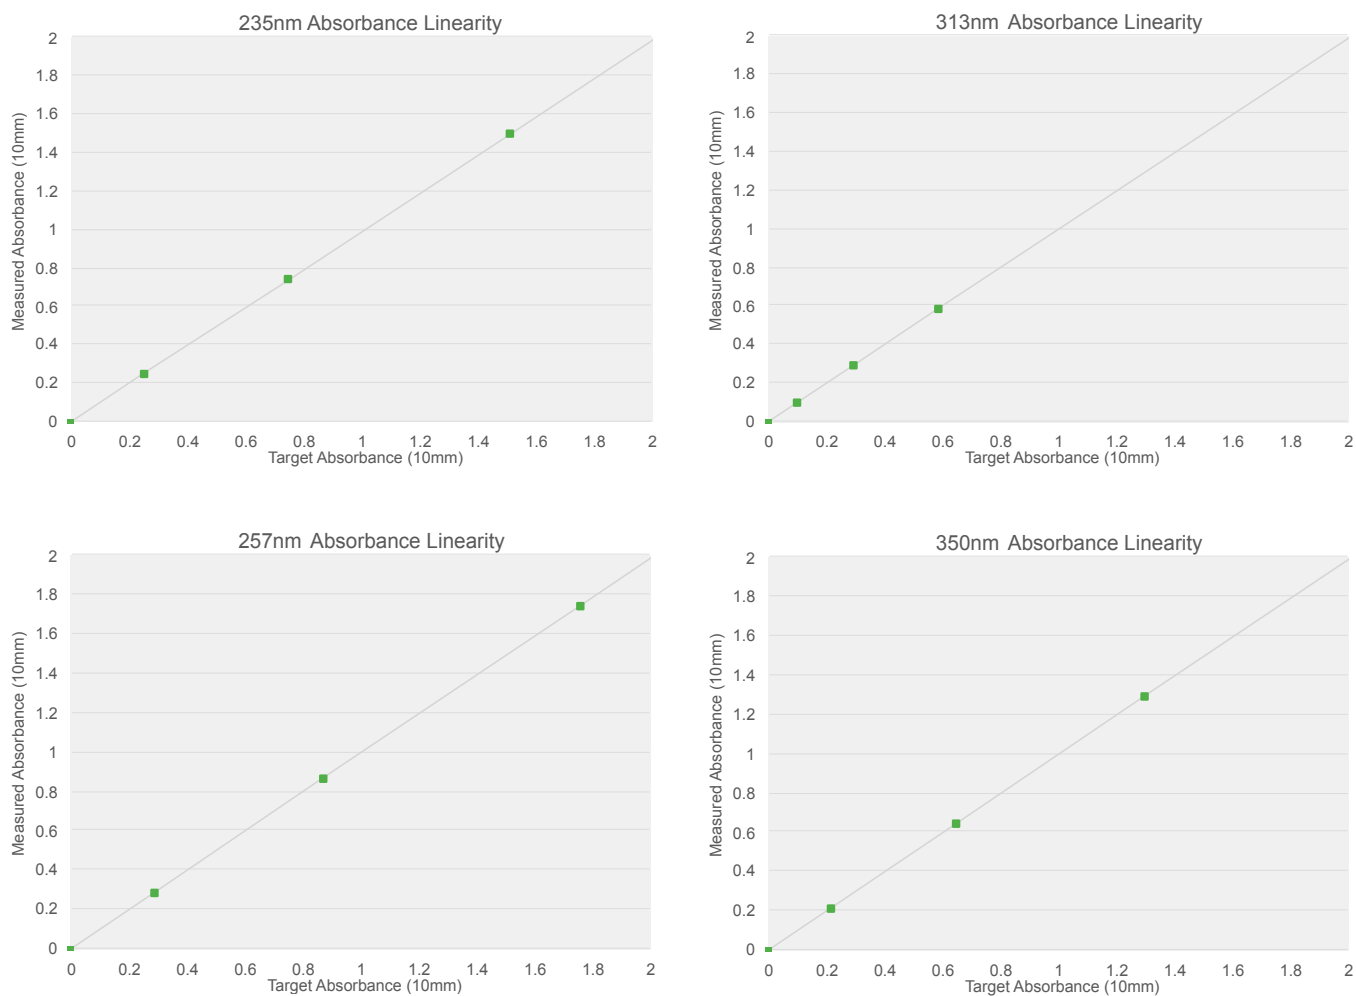 235nm Absorbance Linearity
2
1.8
1.6
1.4
1.2
1
0.8
0.6
0.4
0.2
0
Measured Absorbance (10mm)
0 0.2 0.4 0.6 0.8 1 1.2 1.4 1.6 1.8 2
Target Absorbance (10mm)
313nm Absorbance Linearity
2
1.8
1.6
1.4
1.2
1
0.8
0.6
0.4
0.2
0
Measured Absorbance (10mm)
0 0.2 0.4 0.6 0.8 1 1.2 1.4 1.6 1.8 2
Target Absorbance (10mm)
257nm Absorbance Linearity
2
1.8
1.6
1.4
1.2
1
0.8
0.6
0.4
0.2
0
Measured Absorbance (10mm)
0 0.2 0.4 0.6 0.8 1 1.2 1.4 1.6 1.8 2
Target Absorbance (10mm)
350nm Absorbance Linearity
2
1.8
1.6
1.4
1.2
1
0.8
0.6
0.4
0.2
0
Measured Absorbance (10mm)
0 0.2 0.4 0.6 0.8 1 1.2 1.4 1.6 1.8 2
Target Absorbance (10mm)